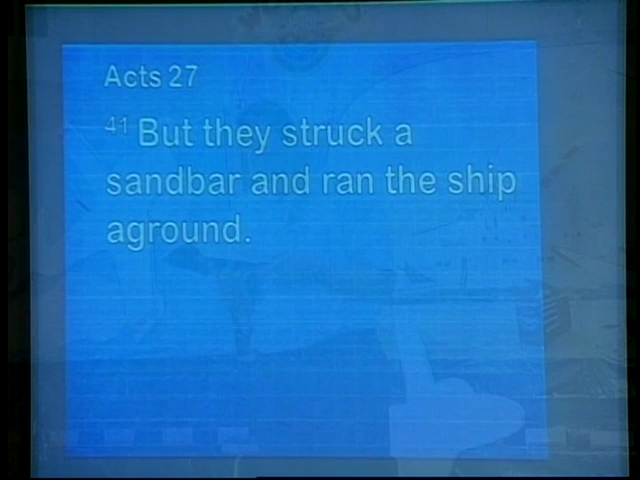 Acts 27
41 But they struck a
sandbar and ran the ship
aground.